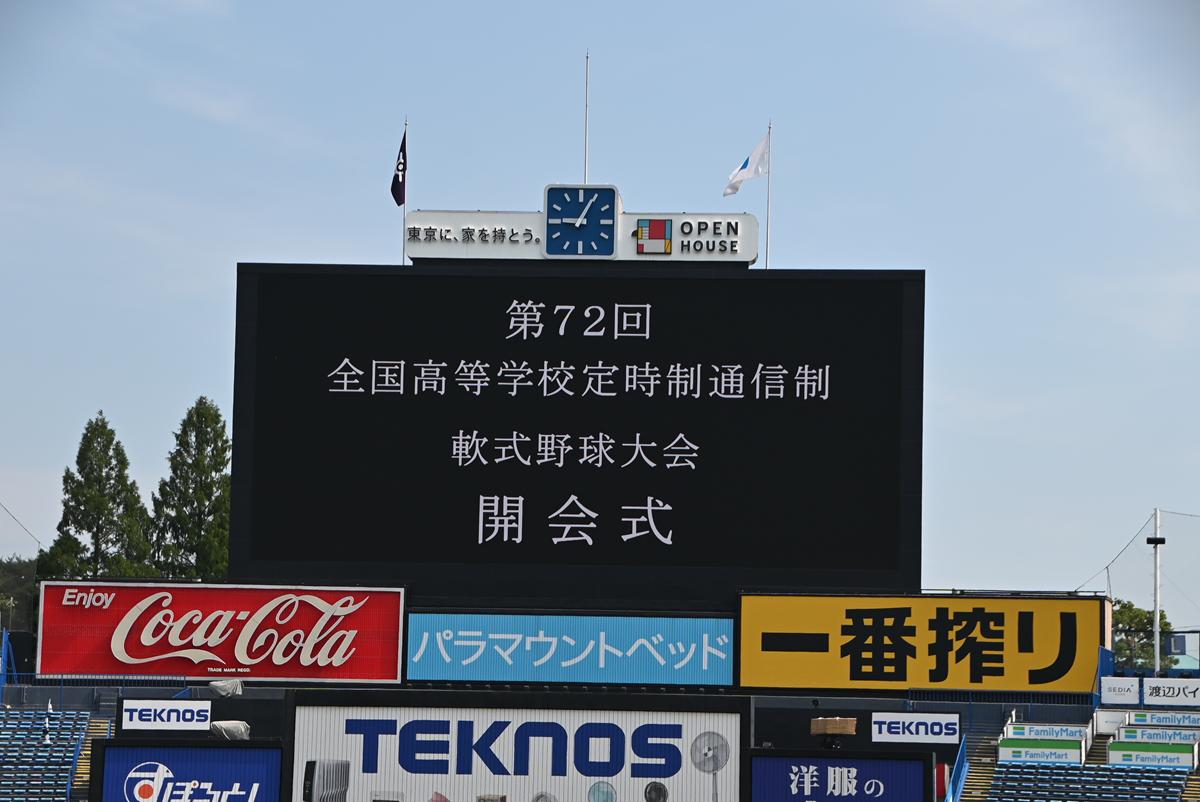 東京に、家を持とう。
OPEN
HOUSE
第72回
全国高等学校定時制通信制
軟式野球大会
開会式
Enjoy
Coca-Cola
TRADE MARK REGD.
パラマウントベッド
一番搾り
SEDIA
渡辺パイ
TEKNOS
TEKNOS
TEKNOS
FamilyMart
FamilyMart
FamilyMart
FamilyMart
FamilyMart
洋服の